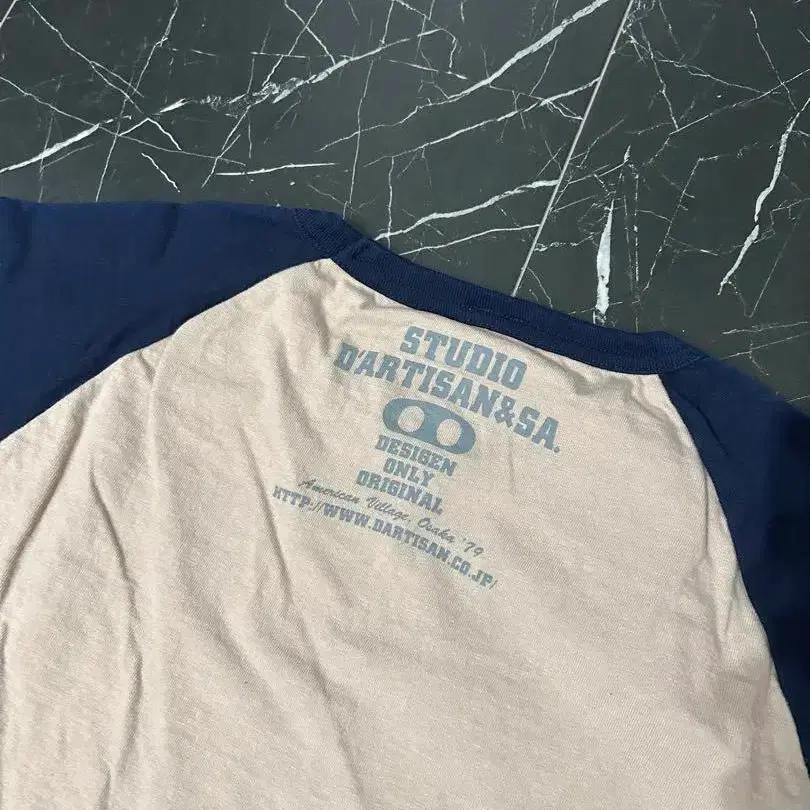 STUDIO
D'ARTISAN&SA.
DESIGEN
ONLY
ORIGINAL
American Village, Osaka '79
HTTP://WWW.DARTISAN.CO.JP/